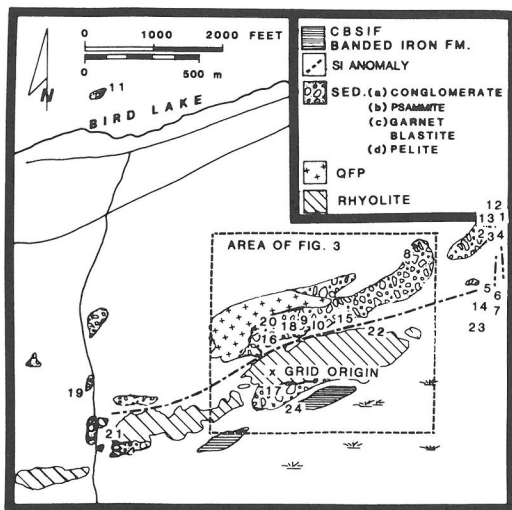 0 1000 2000 FEET
0 500 m
N
11
BIRD LAKE
CBSIF
BANDED IRON FM.
SI ANOMALY
SED. (a) CONGLOMERATE
(b) PSAMMITE
(c) GARNET
BLASTITE
(d) PELITE
QFP
RHYOLITE
12
13 1
2 3 4
AREA OF FIG. 3
8
5
6
14 7
23
20 18 9 10 15
16
22
x GRID ORIGIN
17
24
19
21